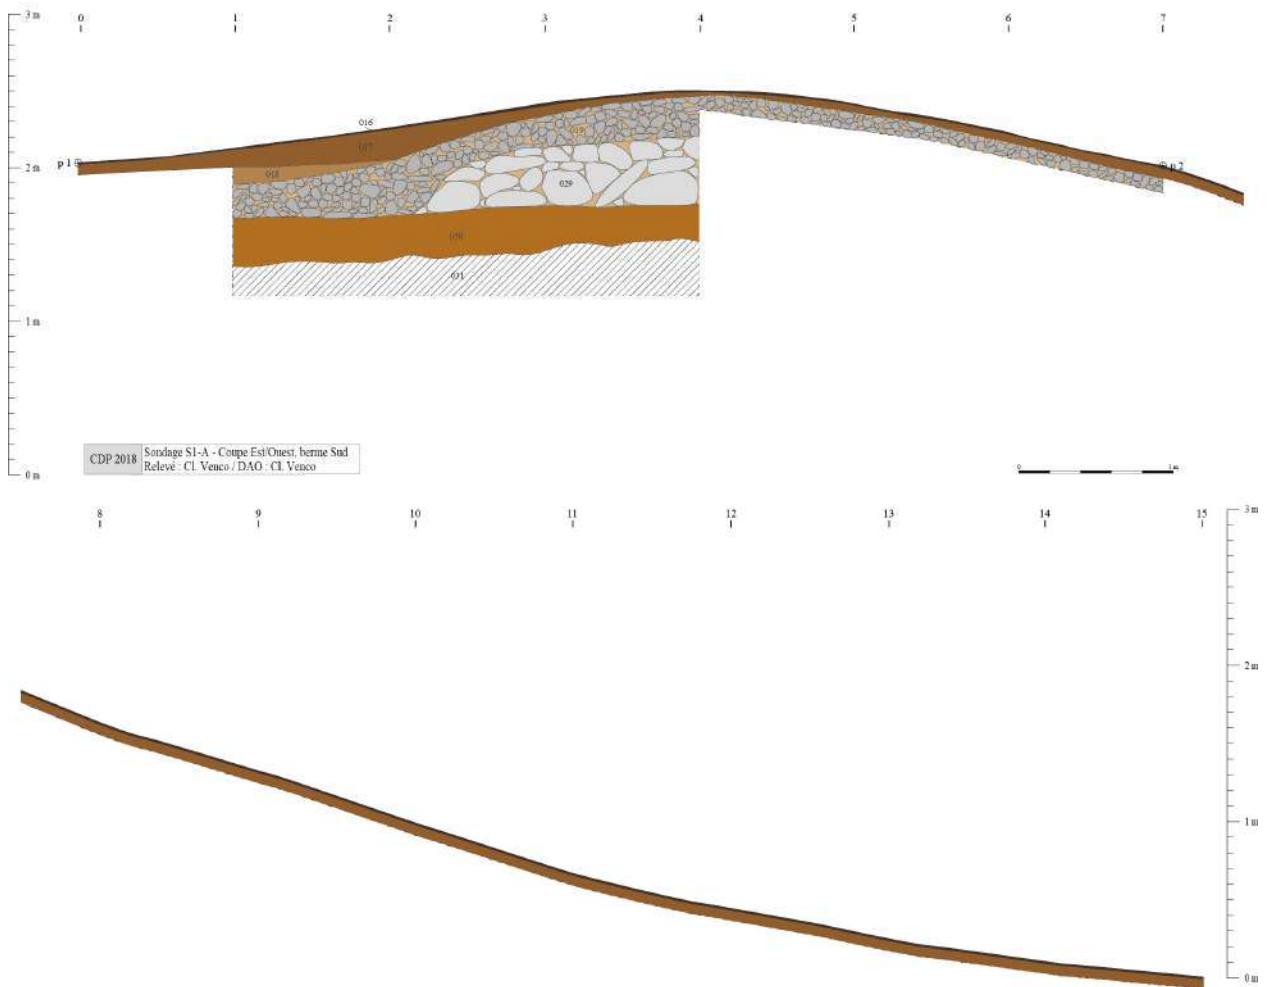 3 m
0 1 2 3 4 5 6 7
016
019
017
p 1
p 2
2 m
018
029
031
1 m
CDP 2018
Sondage S1-A - Coupe Est/Ouest, berme Sud
Relevé : Cl. Venco / DAO : Cl. Venco
0 m
0 1 m
8 9 10 11 12 13 14 15
3 m
2 m
1 m
0 m